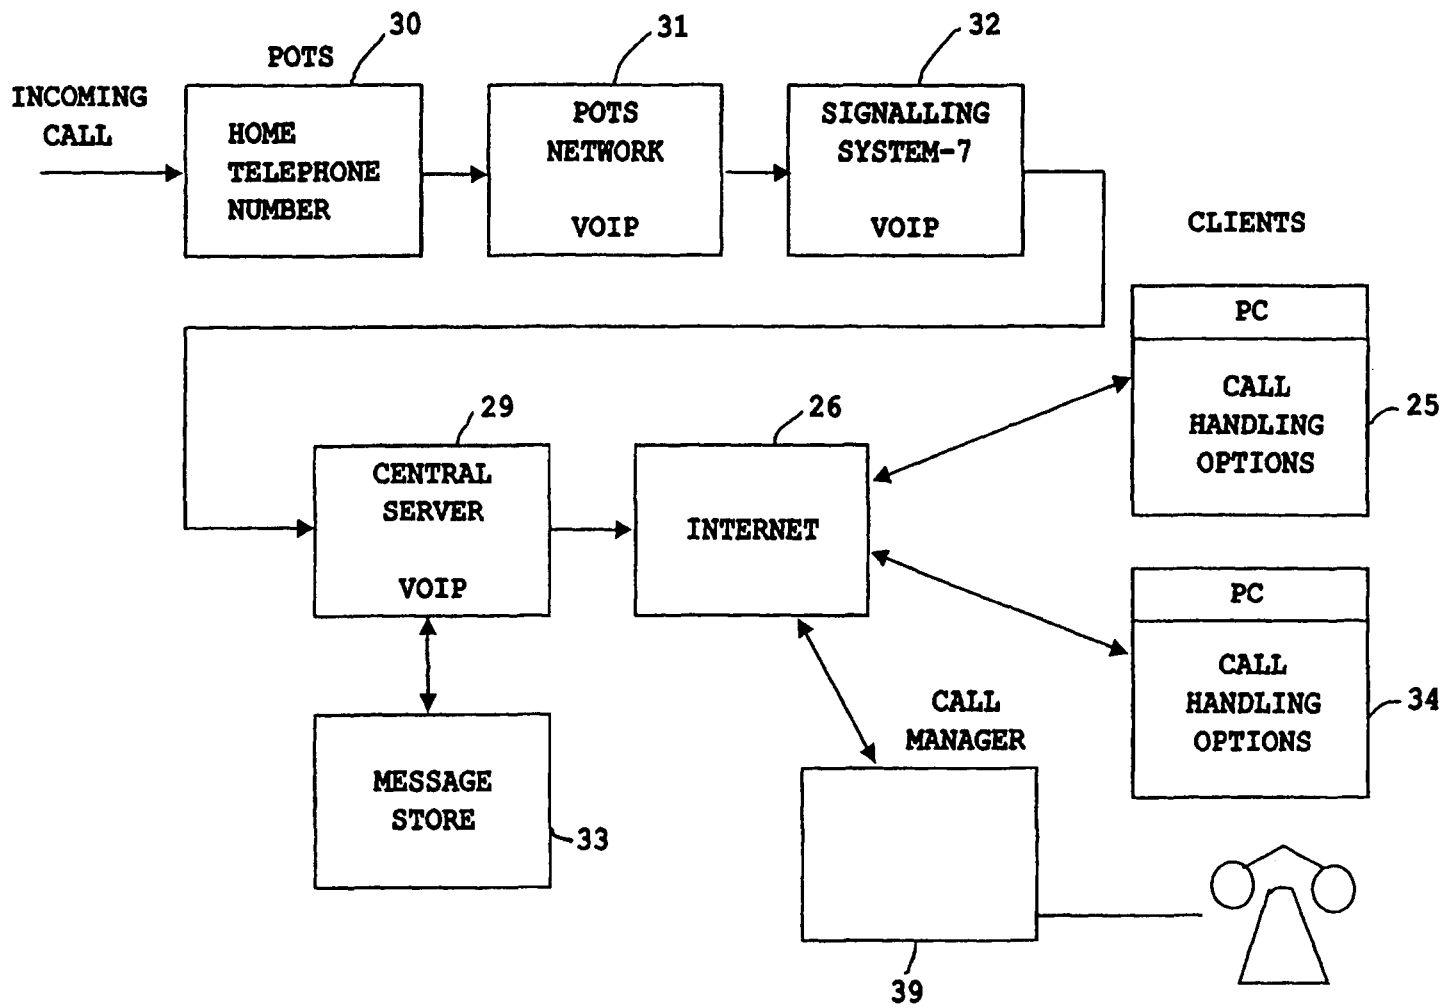 30
31
32
POTS
INCOMING
CALL
HOME
TELEPHONE
NUMBER
POTS
NETWORK
VOIP
SIGNALLING
SYSTEM-7
VOIP
CLIENTS
PC
CALL
HANDLING
OPTIONS
25
29
CENTRAL
SERVER
VOIP
26
INTERNET
PC
CALL
HANDLING
OPTIONS
34
MESSAGE
STORE
33
CALL
MANAGER
39